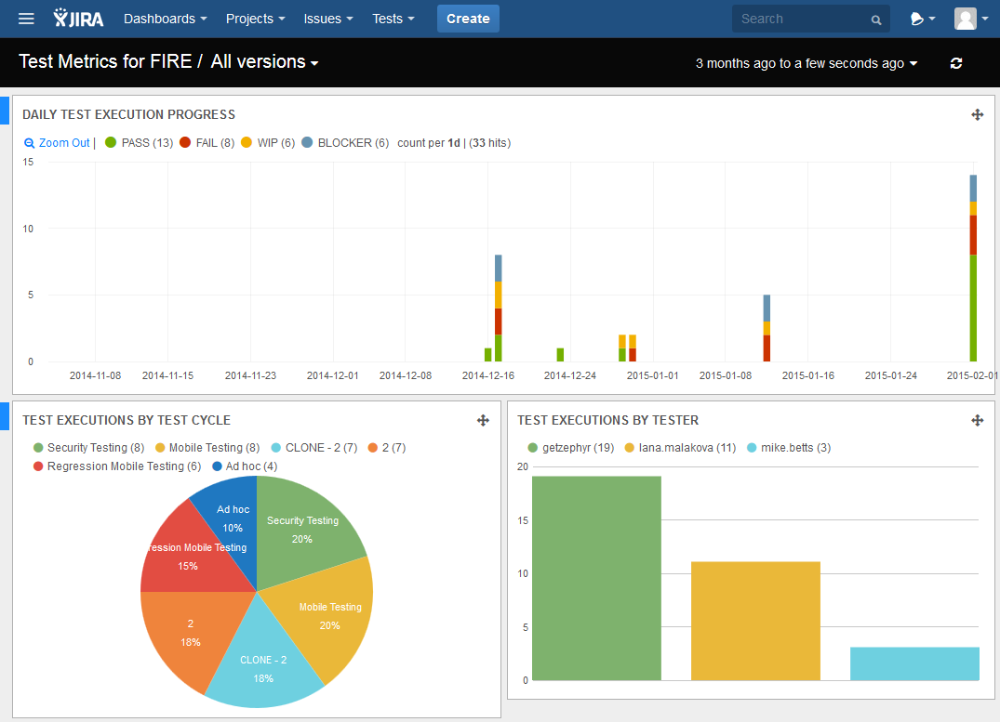 JIRA Dashboards Projects Issues Tests Create Search
Test Metrics for FIRE / All versions 3 months ago to a few seconds ago
DAILY TEST EXECUTION PROGRESS
Zoom Out | PASS (13) FAIL (8) WIP (6) BLOCKER (6) count per 1d | (33 hits)
15
10
5
0
2014-11-08 2014-11-15 2014-11-23 2014-12-01 2014-12-08 2014-12-16 2014-12-24 2015-01-01 2015-01-08 2015-01-16 2015-01-24 2015-02-01
TEST EXECUTIONS BY TEST CYCLE
Security Testing (8) Mobile Testing (8) CLONE - 2 (7) 2 (7)
Regression Mobile Testing (6) Ad hoc (4)
Ad hoc
10%
Security Testing
20%
ression Mobile Testing
15%
Mobile Testing
20%
2
18%
CLONE - 2
18%
TEST EXECUTIONS BY TESTER
getzephyr (19) lana.malakova (11) mike.betts (3)
20
15
10
5
0